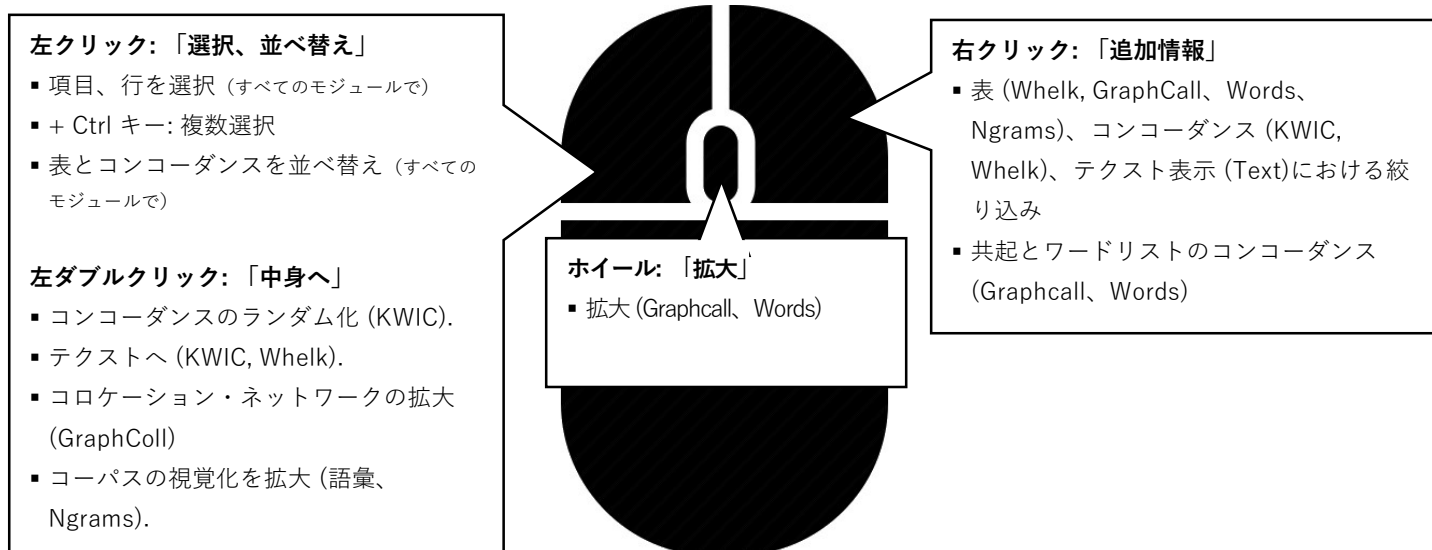 左クリック: 「選択、並べ替え」
▪ 項目、行を選択 (すべてのモジュールで)
▪ + Ctrl キー: 複数選択
▪ 表とコンコーダンスを並べ替え (すべての
モジュールで)
左ダブルクリック: 「中身へ」
▪ コンコーダンスのランダム化 (KWIC).
▪ テクストへ (KWIC, Whelk).
▪ コロケーション・ネットワークの拡大
(GraphColl)
▪ コーパスの視覚化を拡大 (語彙、
Ngrams).
ホイール: 「拡大」
▪ 拡大 (Graphcall、Words)
右クリック: 「追加情報」
▪ 表 (Whelk, GraphCall、Words、
Ngrams)、コンコーダンス (KWIC,
Whelk)、テクスト表示 (Text)における絞
り込み
▪ 共起とワードリストのコンコーダンス
(Graphcall、Words)